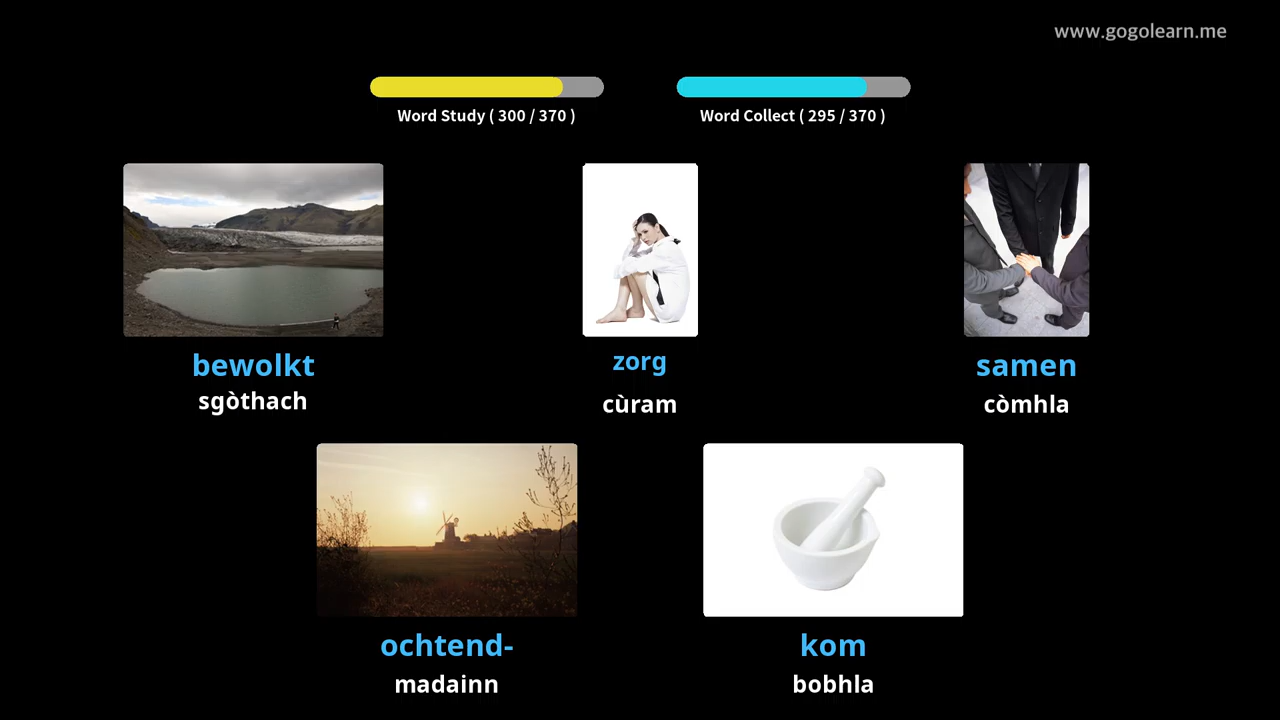 www.gogolearn.me
Word Study ( 300 / 370 )
Word Collect ( 295 / 370 )
bewolkt
sgòthach
zorg
cùram
samen
còmhla
ochtend-
madainn
kom
bobhla